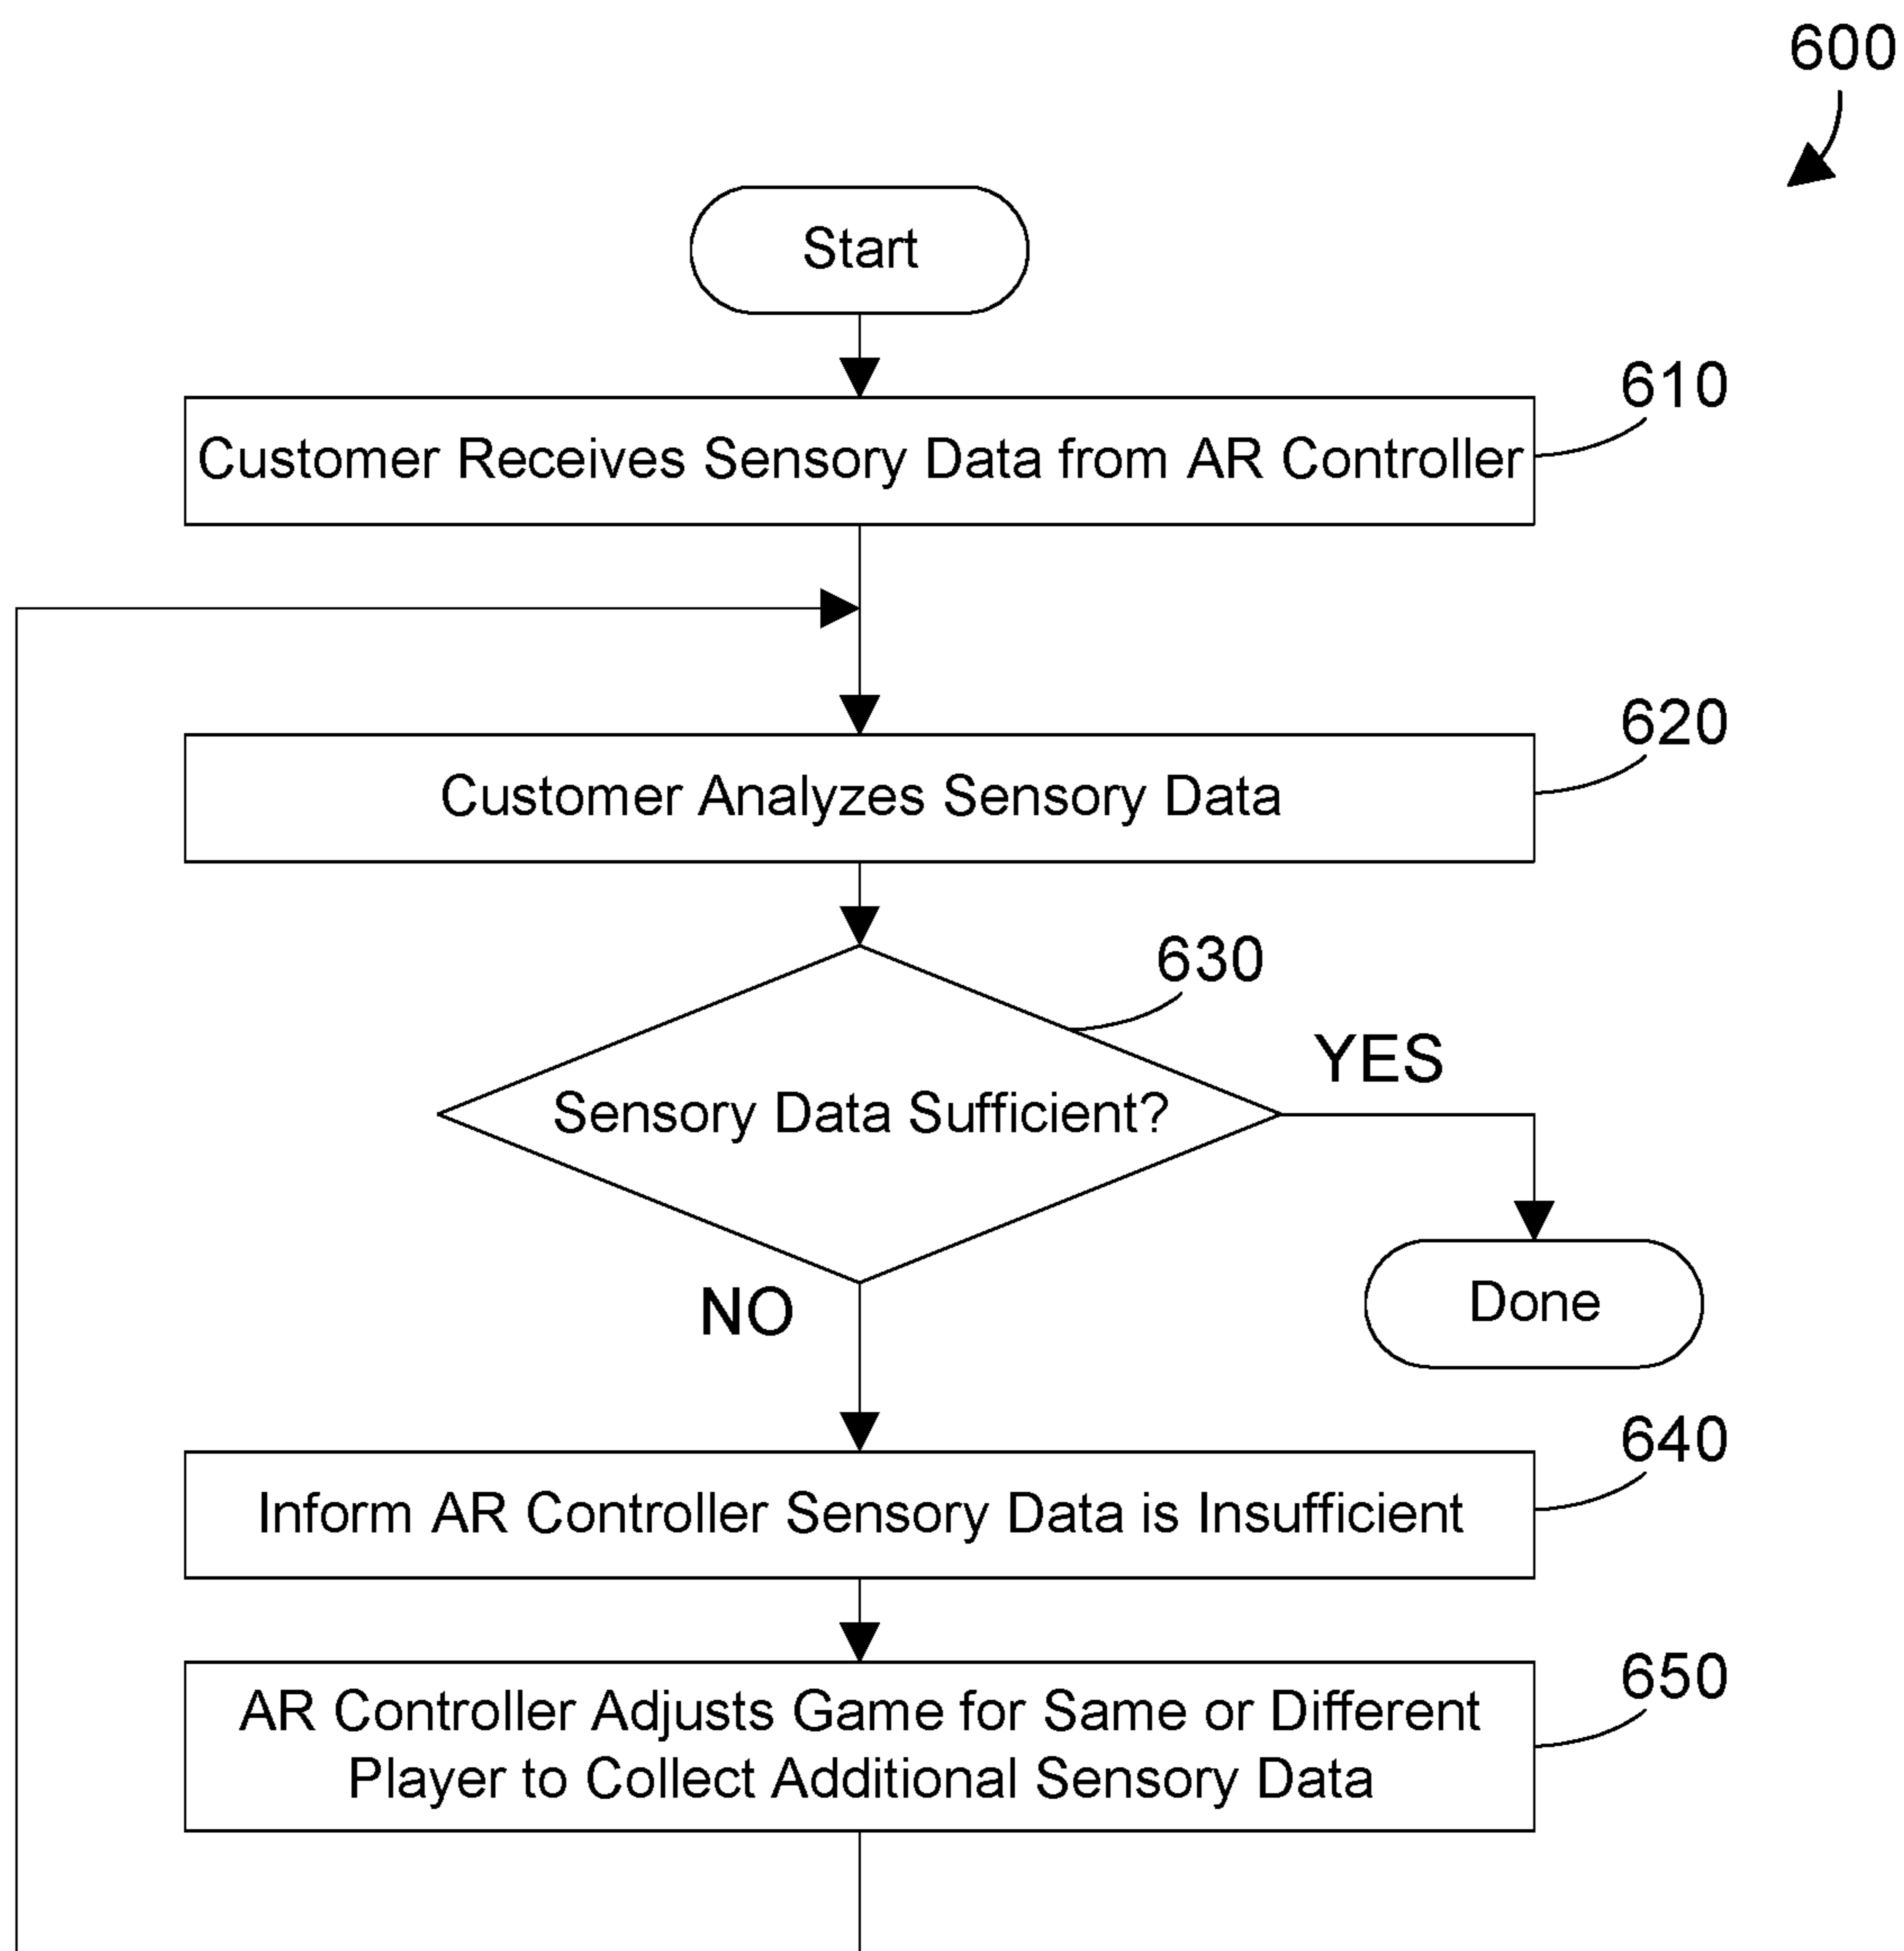 600
Start
610
Customer Receives Sensory Data from AR Controller
620
Customer Analyzes Sensory Data
630
Sensory Data Sufficient?
YES
NO
Done
640
Inform AR Controller Sensory Data is Insufficient
650
AR Controller Adjusts Game for Same or Different
Player to Collect Additional Sensory Data